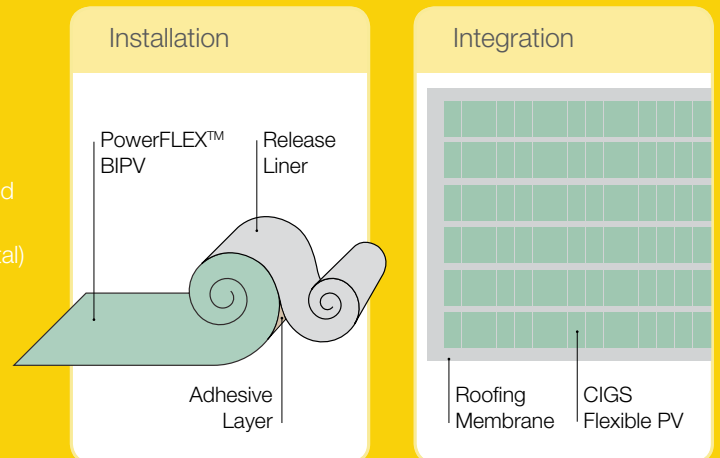 Installation
PowerFLEX™
BIPV
Release
Liner
Adhesive
Layer
Integration
Roofing
Membrane
CIGS
Flexible PV